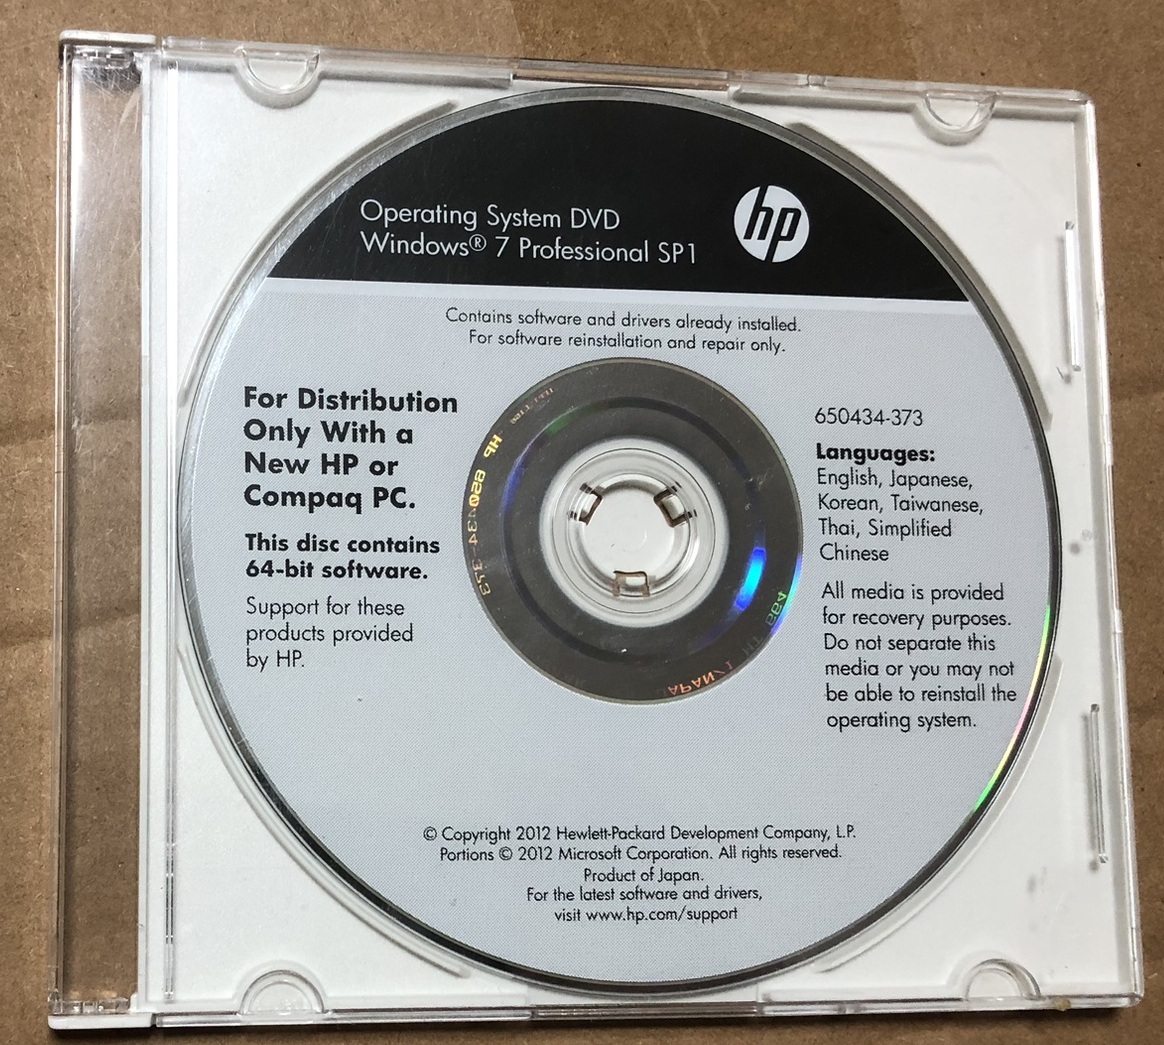 Operating System DVD
Windows® 7 Professional SP1
hp
Contains software and drivers already installed.
For software reinstallation and repair only.
For Distribution
Only With a
New HP or
Compaq PC.
This disc contains
64-bit software.
Support for these
products provided
by HP.
HP 650434-373
JAPAN
650434-373
Languages:
English, Japanese,
Korean, Taiwanese,
Thai, Simplified
Chinese
All media is provided
for recovery purposes.
Do not separate this
media or you may not
be able to reinstall the
operating system.
© Copyright 2012 Hewlett-Packard Development Company, L.P.
Portions © 2012 Microsoft Corporation. All rights reserved.
Product of Japan.
For the latest software and drivers,
visit www.hp.com/support